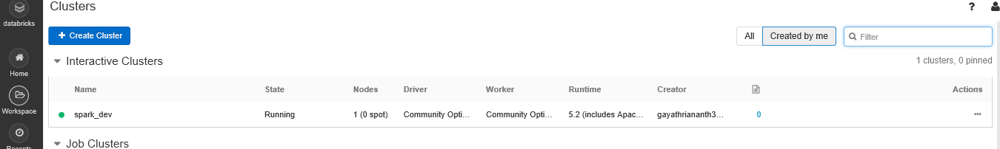 Clusters
?
databricks
+ Create Cluster
All
Created by me
Filter
Home
Interactive Clusters
1 clusters, 0 pinned
Name State Nodes Driver Worker Runtime Creator Actions
Workspace
spark_dev Running 1 (0 spot) Community Opti... Community Opti... 5.2 (includes Apac... gayathriananth3... 0 ...
Job Clusters
Recents